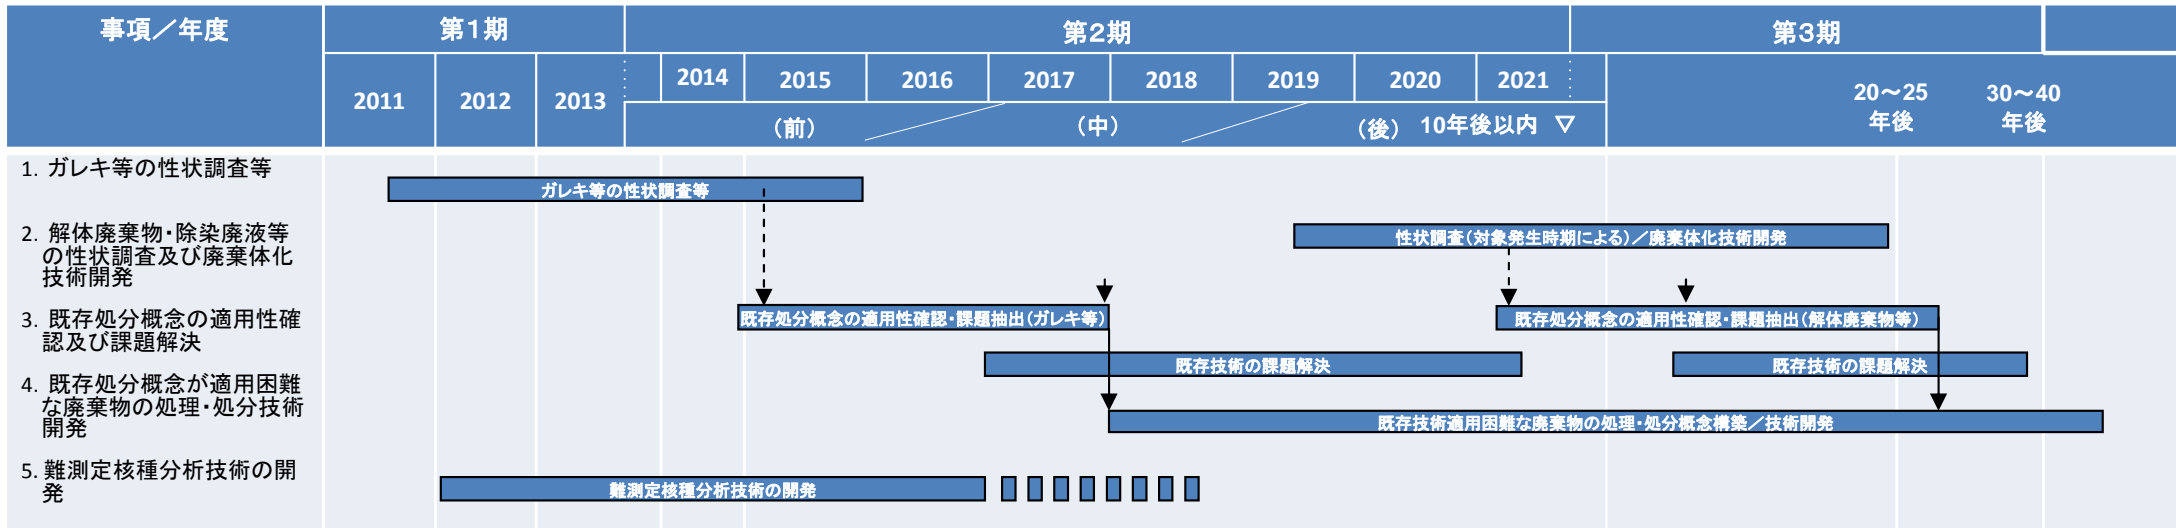 事項／年度
第1期
第2期
第3期
2011
2012
2013
2014
2015
2016
2017
2018
2019
2020
2021
20～25
年後
30～40
年後
（前）
（中）
（後）
10年後以内 ▽
1. ガレキ等の性状調査等
ガレキ等の性状調査等
2. 解体廃棄物・除染廃液等
の性状調査及び廃棄体化
技術開発
性状調査（対象発生時期による）／廃棄体化技術開発
3. 既存処分概念の適用性確
認及び課題解決
既存処分概念の適用性確認・課題抽出（ガレキ等）
既存処分概念の適用性確認・課題抽出（解体廃棄物等）
既存技術の課題解決
既存技術の課題解決
4. 既存処分概念が適用困難
な廃棄物の処理・処分技術
開発
既存技術適用困難な廃棄物の処理・処分概念構築／技術開発
5. 難測定核種分析技術の開
発
難測定核種分析技術の開発